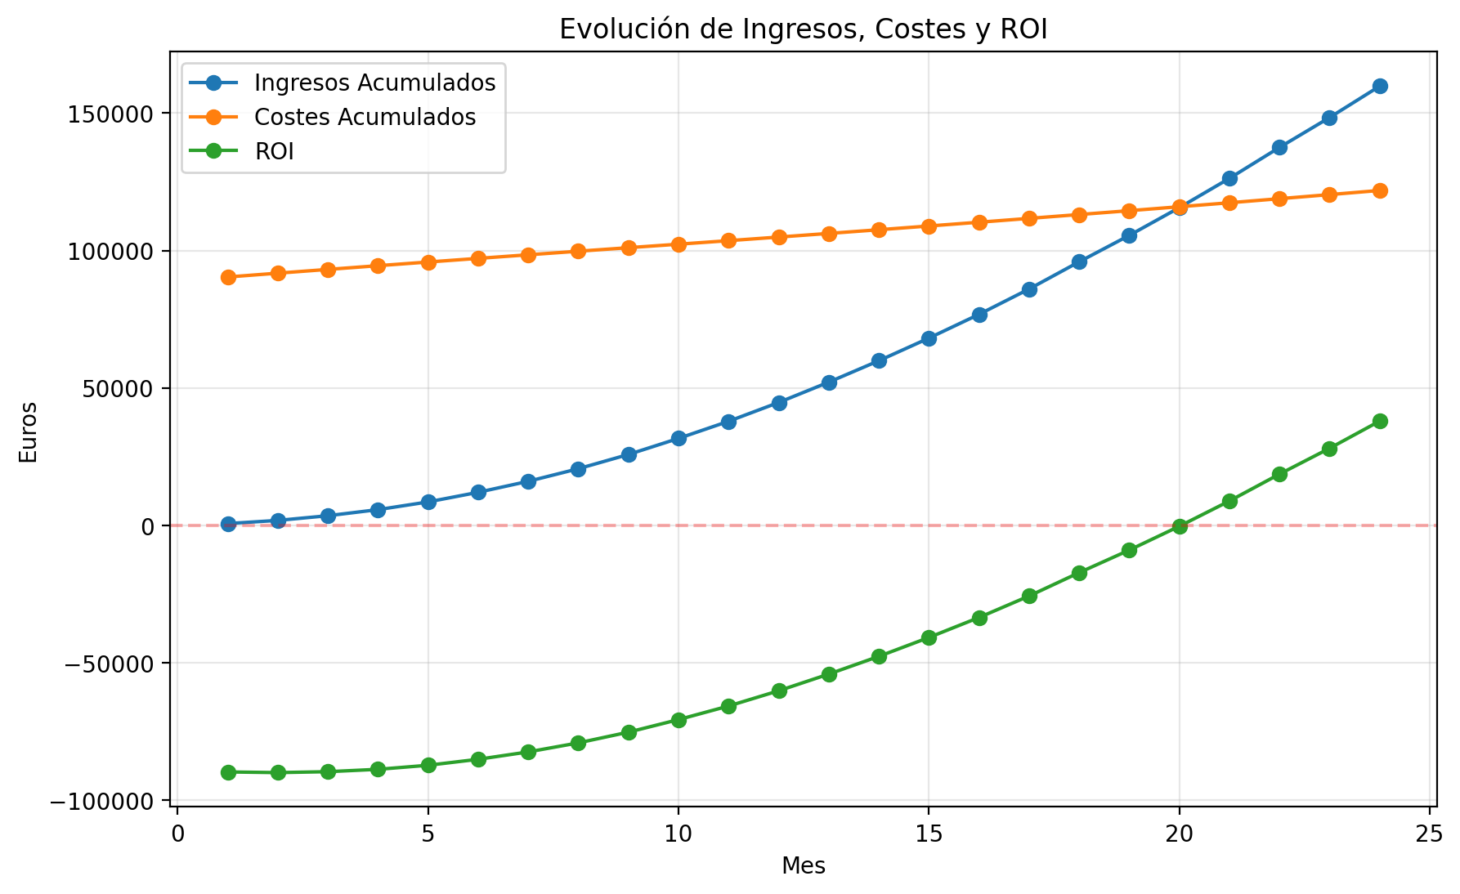 Evolución de Ingresos, Costes y ROI
Ingresos Acumulados
Costes Acumulados
ROI
150000
100000
50000
0
−50000
−100000
Euros
0 5 10 15 20 25
Mes